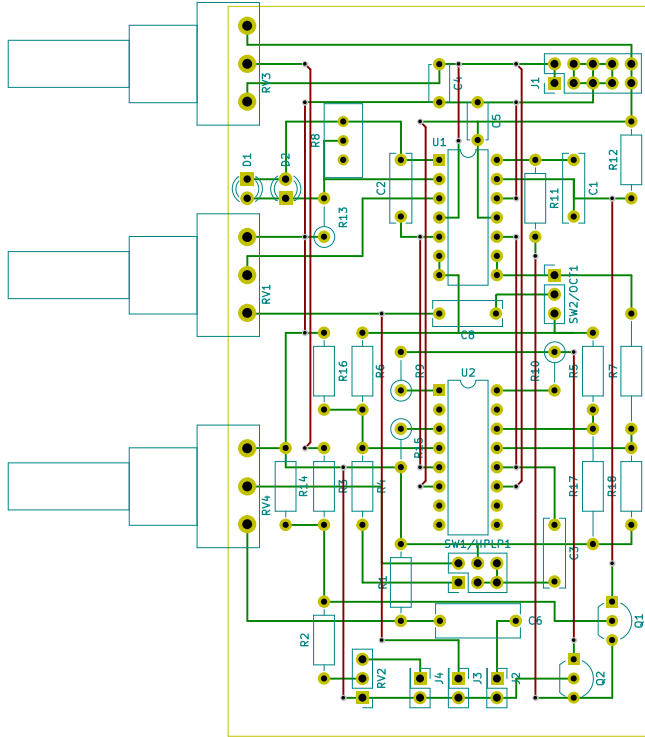 RV3
C4
J1
C5
R8
U1
R12
D1
D2
C2
R11
C1
R13
RV1
SW2/OCT1
C8
R16
R6
R9
R10
R5
R7
U2
R15
RV4
R14
R3
R4
R17
R18
SW1/HPLP1
C3
R1
R2
C6
Q1
RV2
J4
J3
J2
Q2